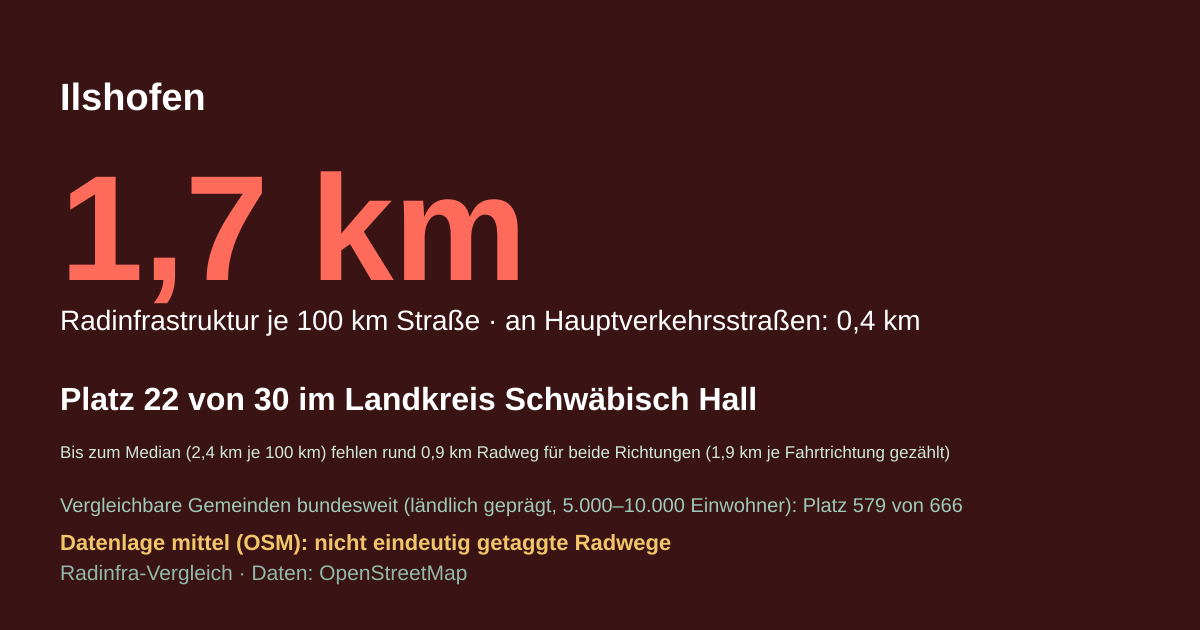 Ilshofen
1,7 km
Radinfrastruktur je 100 km Straße · an Hauptverkehrsstraßen: 0,4 km
Platz 22 von 30 im Landkreis Schwäbisch Hall
Bis zum Median (2,4 km je 100 km) fehlen rund 0,9 km Radweg für beide Richtungen (1,9 km je Fahrtrichtung gezählt)
Vergleichbare Gemeinden bundesweit (ländlich geprägt, 5.000–10.000 Einwohner): Platz 579 von 666
Datenlage mittel (OSM): nicht eindeutig getaggte Radwege
Radinfra-Vergleich · Daten: OpenStreetMap